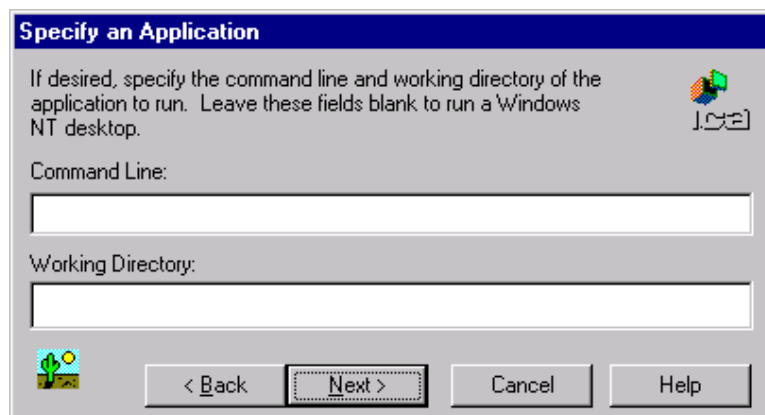 Specify an Application
If desired, specify the command line and working directory of the
application to run.  Leave these fields blank to run a Windows
NT desktop.
Command Line:
Working Directory:
< Back
Next >
Cancel
Help